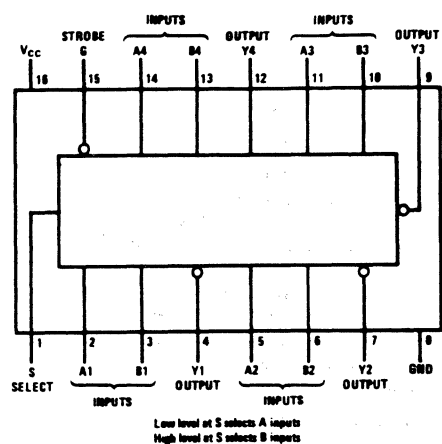 INPUTS INPUTS
STROBE OUTPUT OUTPUT
VCC G A4 B4 Y4 A3 B3 Y3
16 15 14 13 12 11 10 9
1 2 3 4 5 6 7 8
S A1 B1 Y1 A2 B2 Y2 GND
SELECT OUTPUT OUTPUT
INPUTS INPUTS
Low level at S selects A inputs
High level at S selects B inputs